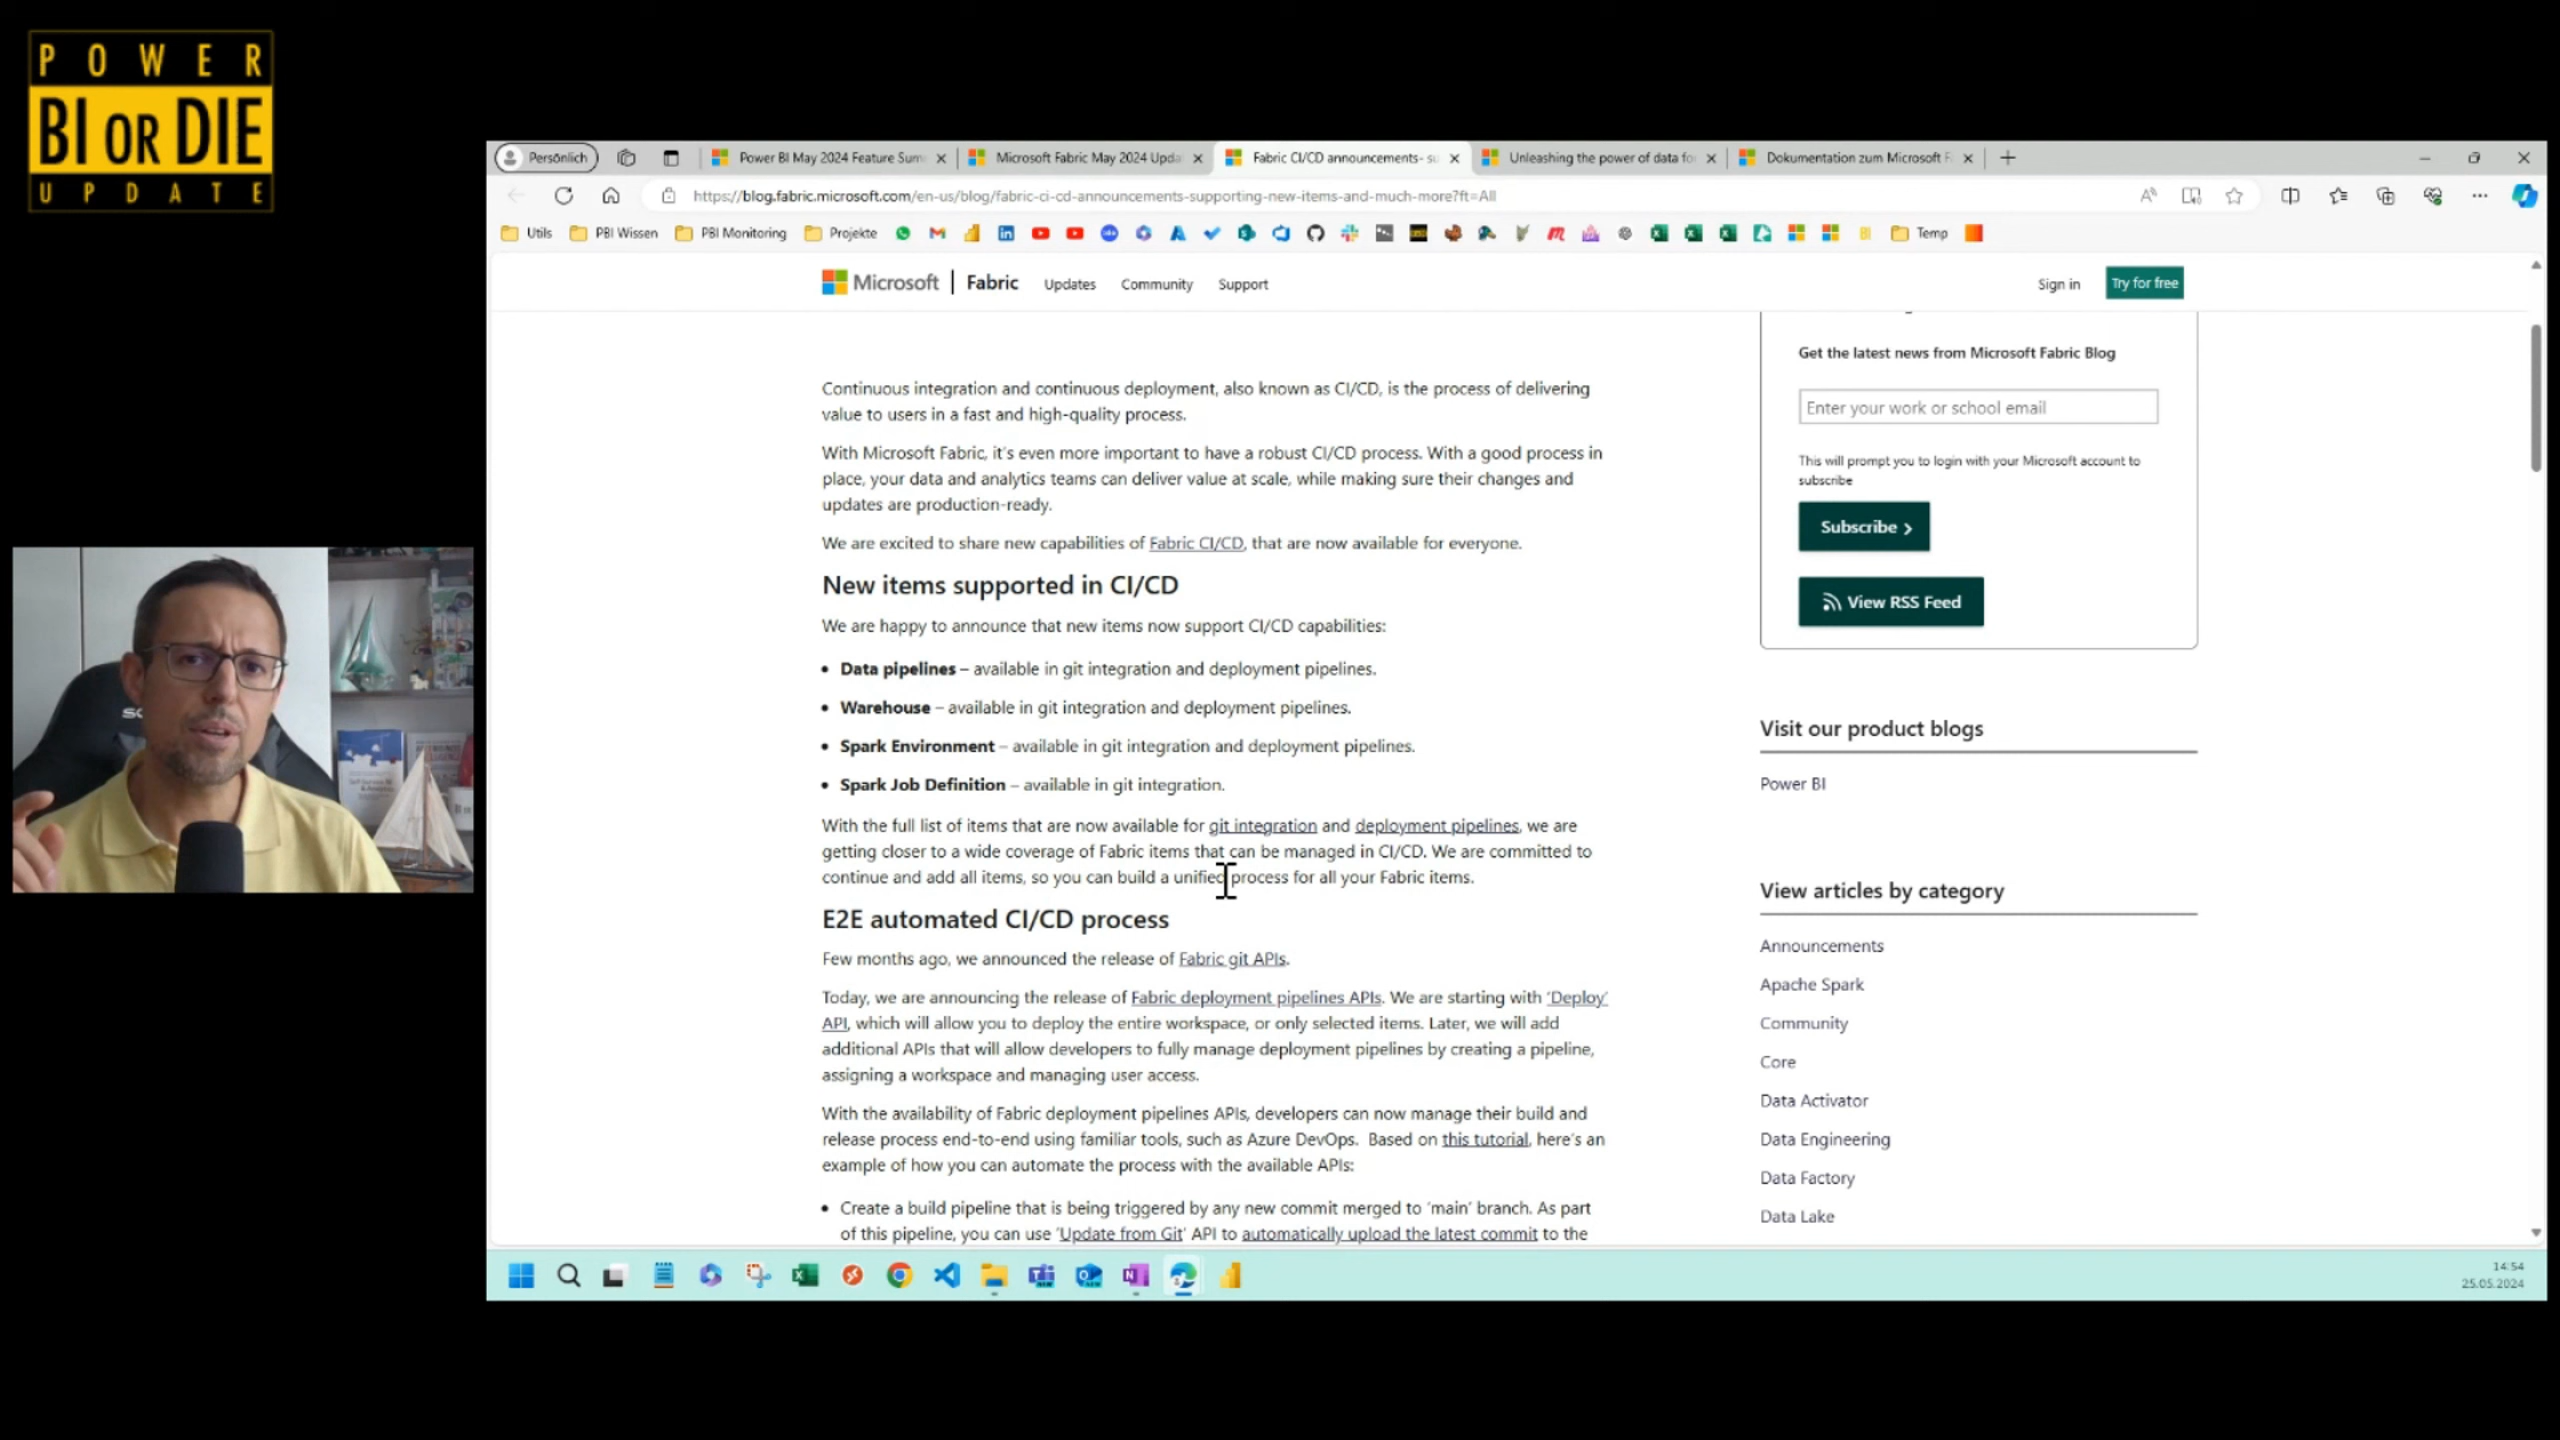 POWER
BI OR DIE
UPDATE
Persönlich
Power BI May 2024 Feature Sum
Microsoft Fabric May 2024 Upda
Fabric CI/CD announcements- su
Unleashing the power of data fo
Dokumentation zum Microsoft F
https://blog.fabric.microsoft.com/en-us/blog/fabric-ci-cd-announcements-supporting-new-items-and-much-more?ft=All
Utils
PBI Wissen
PBI Monitoring
Projekte
Temp
Microsoft | Fabric Updates Community Support
Sign in
Try for free
Continuous integration and continuous deployment, also known as CI/CD, is the process of delivering
value to users in a fast and high-quality process.
With Microsoft Fabric, it's even more important to have a robust CI/CD process. With a good process in
place, your data and analytics teams can deliver value at scale, while making sure their changes and
updates are production-ready.
We are excited to share new capabilities of Fabric CI/CD, that are now available for everyone.
New items supported in CI/CD
We are happy to announce that new items now support CI/CD capabilities:
• Data pipelines – available in git integration and deployment pipelines.
• Warehouse – available in git integration and deployment pipelines.
• Spark Environment – available in git integration and deployment pipelines.
• Spark Job Definition – available in git integration.
With the full list of items that are now available for git integration and deployment pipelines, we are
getting closer to a wide coverage of Fabric items that can be managed in CI/CD. We are committed to
continue and add all items, so you can build a unified process for all your Fabric items.
E2E automated CI/CD process
Few months ago, we announced the release of Fabric git APIs.
Today, we are announcing the release of Fabric deployment pipelines APIs. We are starting with 'Deploy'
API, which will allow you to deploy the entire workspace, or only selected items. Later, we will add
additional APIs that will allow developers to fully manage deployment pipelines by creating a pipeline,
assigning a workspace and managing user access.
With the availability of Fabric deployment pipelines APIs, developers can now manage their build and
release process end-to-end using familiar tools, such as Azure DevOps. Based on this tutorial, here's an
example of how you can automate the process with the available APIs:
• Create a build pipeline that is being triggered by any new commit merged to 'main' branch. As part
of this pipeline, you can use 'Update from Git' API to automatically upload the latest commit to the
Get the latest news from Microsoft Fabric Blog
Enter your work or school email
This will prompt you to login with your Microsoft account to
subscribe
Subscribe >
View RSS Feed
Visit our product blogs
Power BI
View articles by category
Announcements
Apache Spark
Community
Core
Data Activator
Data Engineering
Data Factory
Data Lake
14:54
25.05.2024